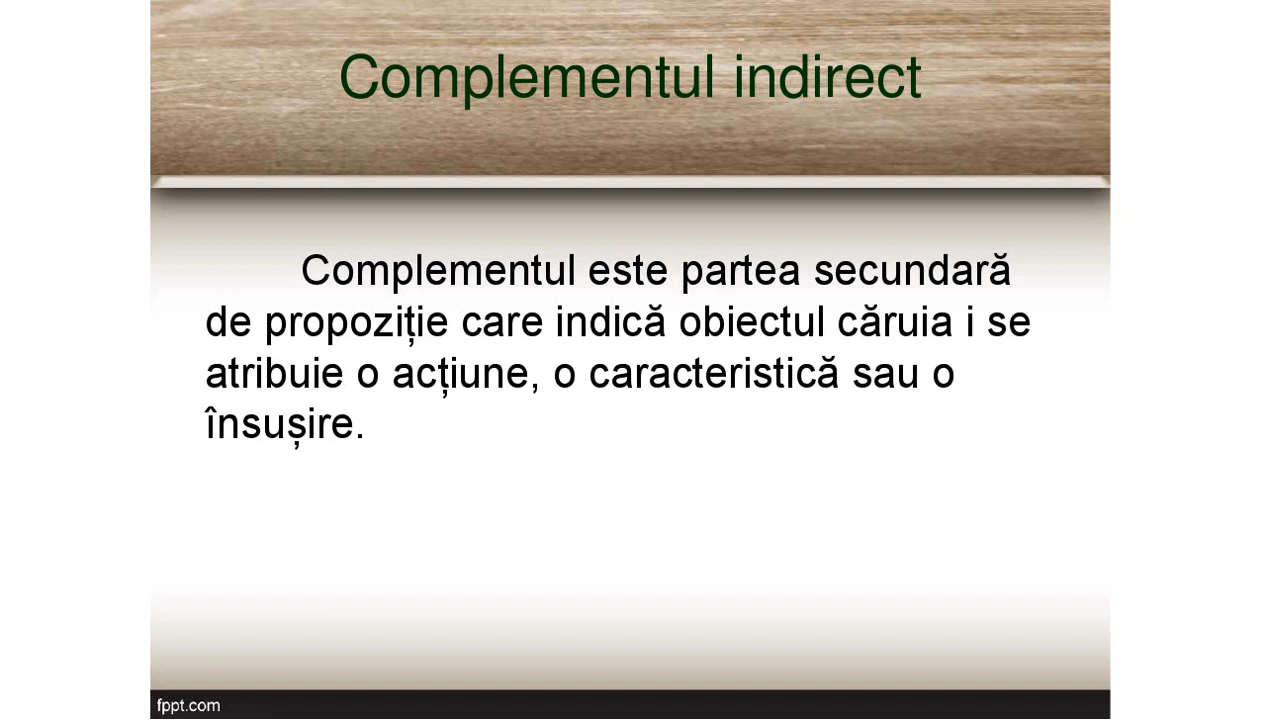 Complementul indirect
Complementul este partea secundară
de propoziție care indică obiectul căruia i se
atribuie o acțiune, o caracteristică sau o
însușire.
fppt.com